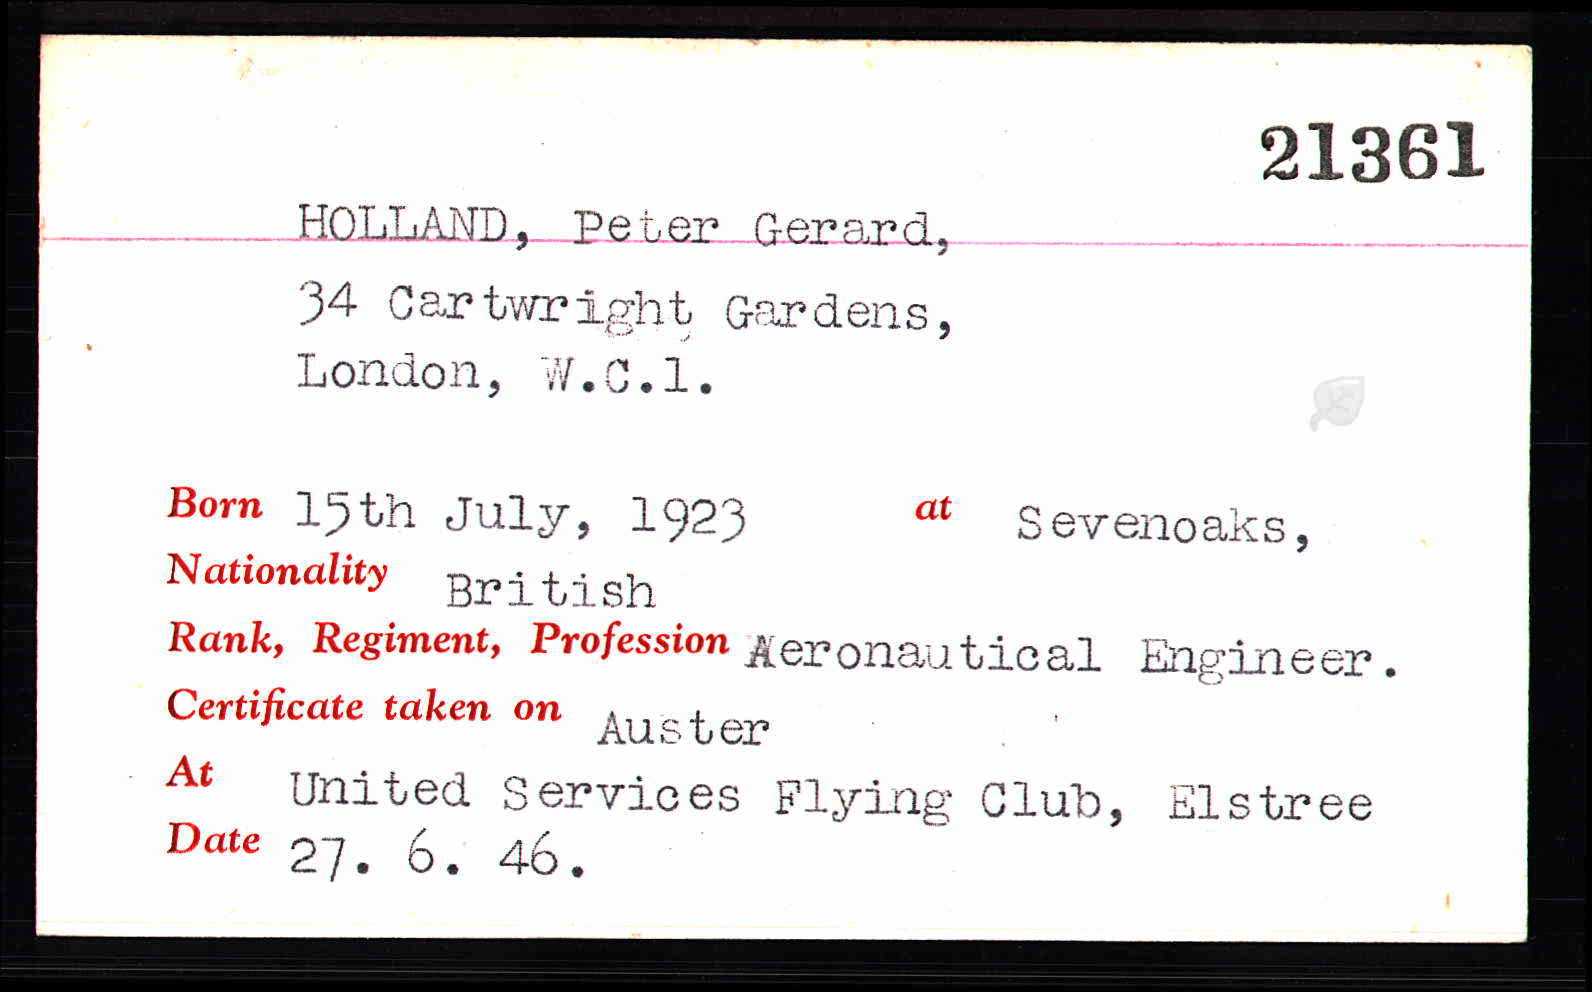 21361
HOLLAND, Peter Gerard,
34 Cartwright Gardens,
London, W.C.1.
Born 15th July, 1923 at Sevenoaks,
Nationality British
Rank, Regiment, Profession Aeronautical Engineer.
Certificate taken on Auster
At United Services Flying Club, Elstree
Date 27. 6. 46.